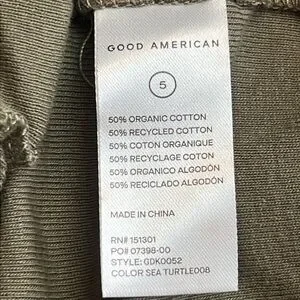 GOOD AMERICAN
5
50% ORGANIC COTTON
50% RECYCLED COTTON
50% COTON ORGANIQUE
50% RECYCLAGE COTON
50% ORGANICO ALGODÓN
50% RECICLADO ALGODÓN
MADE IN CHINA
RN# 151301
PO# 07398-00
STYLE: GDK0052
COLOR SEA TURTLE008